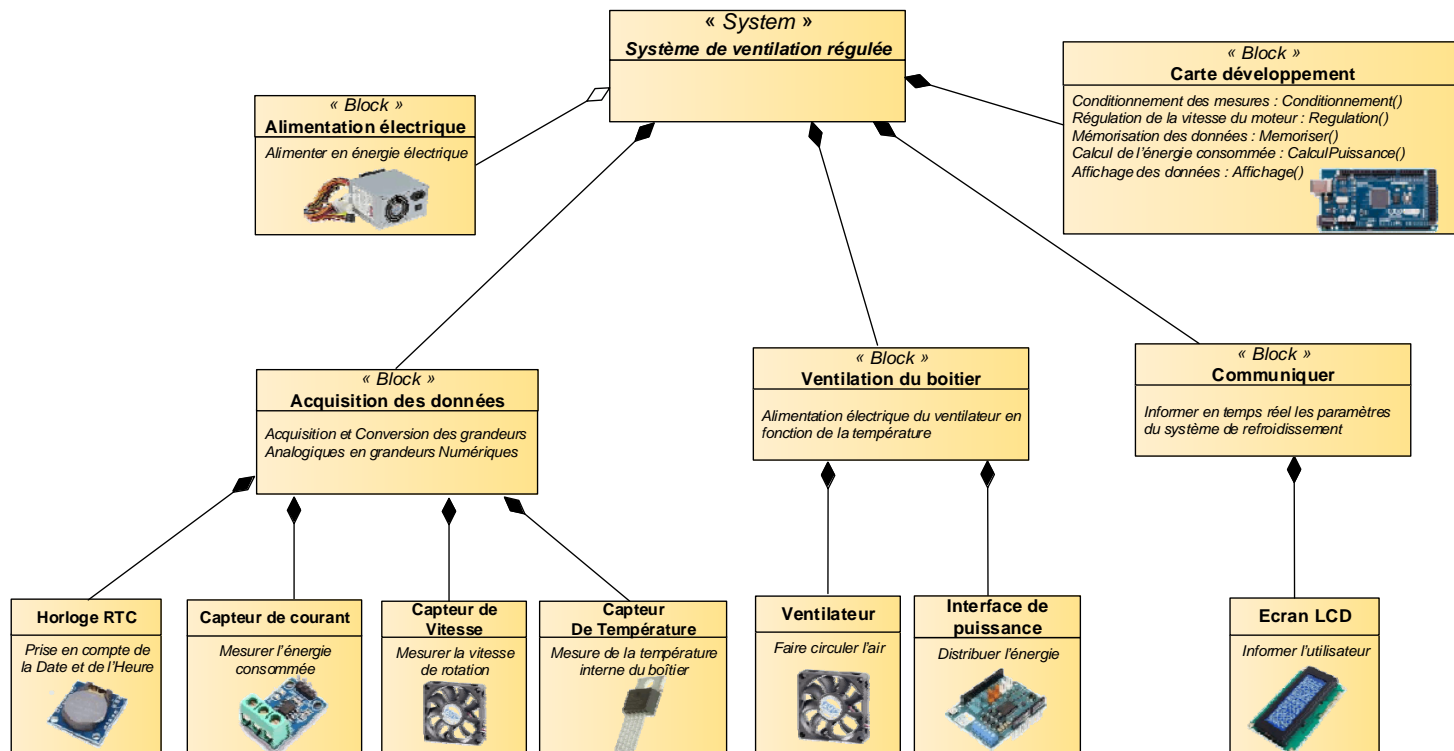 « System »
Système de ventilation régulée
« Block »
Carte développement
Conditionnement des mesures : Conditionnement()
Régulation de la vitesse du moteur : Regulation()
Mémorisation des données : Memoriser()
Calcul de l'énergie consommée : CalculPuissance()
Affichage des données : Affichage()
« Block »
Alimentation électrique
Alimenter en énergie électrique
« Block »
Acquisition des données
Acquisition et Conversion des grandeurs
Analogiques en grandeurs Numériques
« Block »
Ventilation du boitier
Alimentation électrique du ventilateur en
fonction de la température
« Block »
Communiquer
Informer en temps réel les paramètres
du système de refroidissement
Horloge RTC
Prise en compte de
la Date et de l'Heure
Capteur de courant
Mesurer l'énergie
consommée
Capteur de
Vitesse
Mesurer la vitesse
de rotation
Capteur
De Température
Mesure de la température
interne du boîtier
Ventilateur
Faire circuler l'air
Interface de
puissance
Distribuer l'énergie
Ecran LCD
Informer l'utilisateur